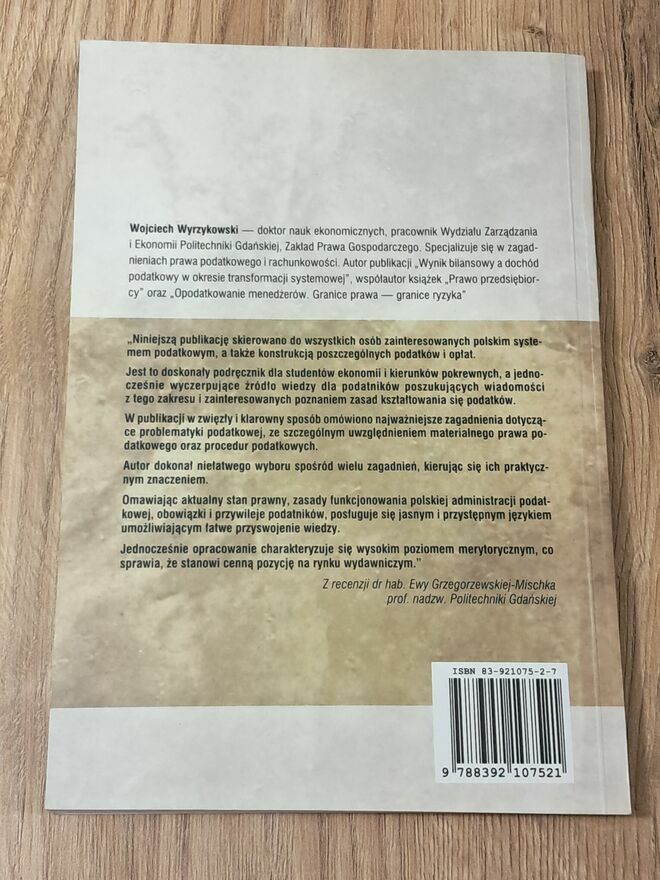 Wojciech Wyrzykowski — doktor nauk ekonomicznych, pracownik Wydziału Zarządzania
i Ekonomii Politechniki Gdańskiej, Zakład Prawa Gospodarczego. Specjalizuje się w zagad-
nieniach prawa podatkowego i rachunkowości. Autor publikacji „Wynik bilansowy a dochód
podatkowy w okresie transformacji systemowej”, współautor książek „Prawo przedsiębior-
cy” oraz „Opodatkowanie menedżerów. Granice prawa — granice ryzyka”
„Niniejszą publikację skierowano do wszystkich osób zainteresowanych polskim syste-
mem podatkowym, a także konstrukcją poszczególnych podatków i opłat.
Jest to doskonały podręcznik dla studentów ekonomii i kierunków pokrewnych, a jedno-
cześnie wyczerpujące źródło wiedzy dla podatników poszukujących wiadomości
z tego zakresu i zainteresowanych poznaniem zasad kształtowania się podatków.
W publikacji w zwięzły i klarowny sposób omówiono najważniejsze zagadnienia dotyczą-
ce problematyki podatkowej, ze szczególnym uwzględnieniem materialnego prawa po-
datkowego oraz procedur podatkowych.
Autor dokonał niełatwego wyboru spośród wielu zagadnień, kierując się ich praktycz-
nym znaczeniem.
Omawiając aktualny stan prawny, zasady funkcjonowania polskiej administracji podat-
kowej, obowiązki i przywileje podatników, posługuje się jasnym i przystępnym językiem
umożliwiającym łatwe przyswojenie wiedzy.
Jednocześnie opracowanie charakteryzuje się wysokim poziomem merytorycznym, co
sprawia, że stanowi cenną pozycję na rynku wydawniczym.”
Z recenzji dr hab. Ewy Grzegorzewskiej-Mischka
prof. nadzw. Politechniki Gdańskiej
ISBN 83-921075-2-7
9 788392 107521